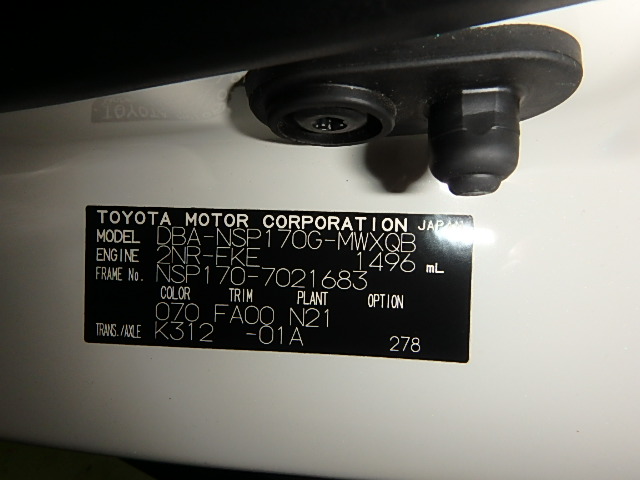 TOYOTA MOTOR CORPORATION JAPAN
MODEL DBA-NSP170G-MWXQB
ENGINE 2NR-FKE 1496 mL
FRAME No. NSP170-7021683
COLOR TRIM PLANT OPTION
070 FA00 N21
TRANS./AXLE K312 -01A 278